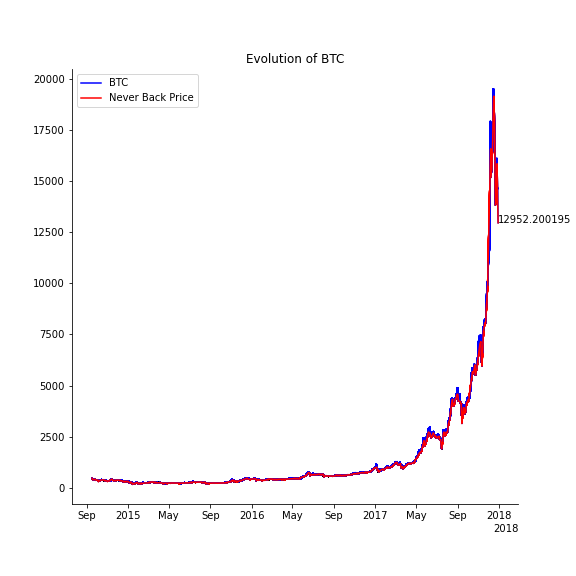 Evolution of BTC
BTC
Never Back Price
20000
17500
15000
12500
10000
7500
5000
2500
0
12952.200195
Sep 2015 May Sep 2016 May Sep 2017 May Sep 2018
2018